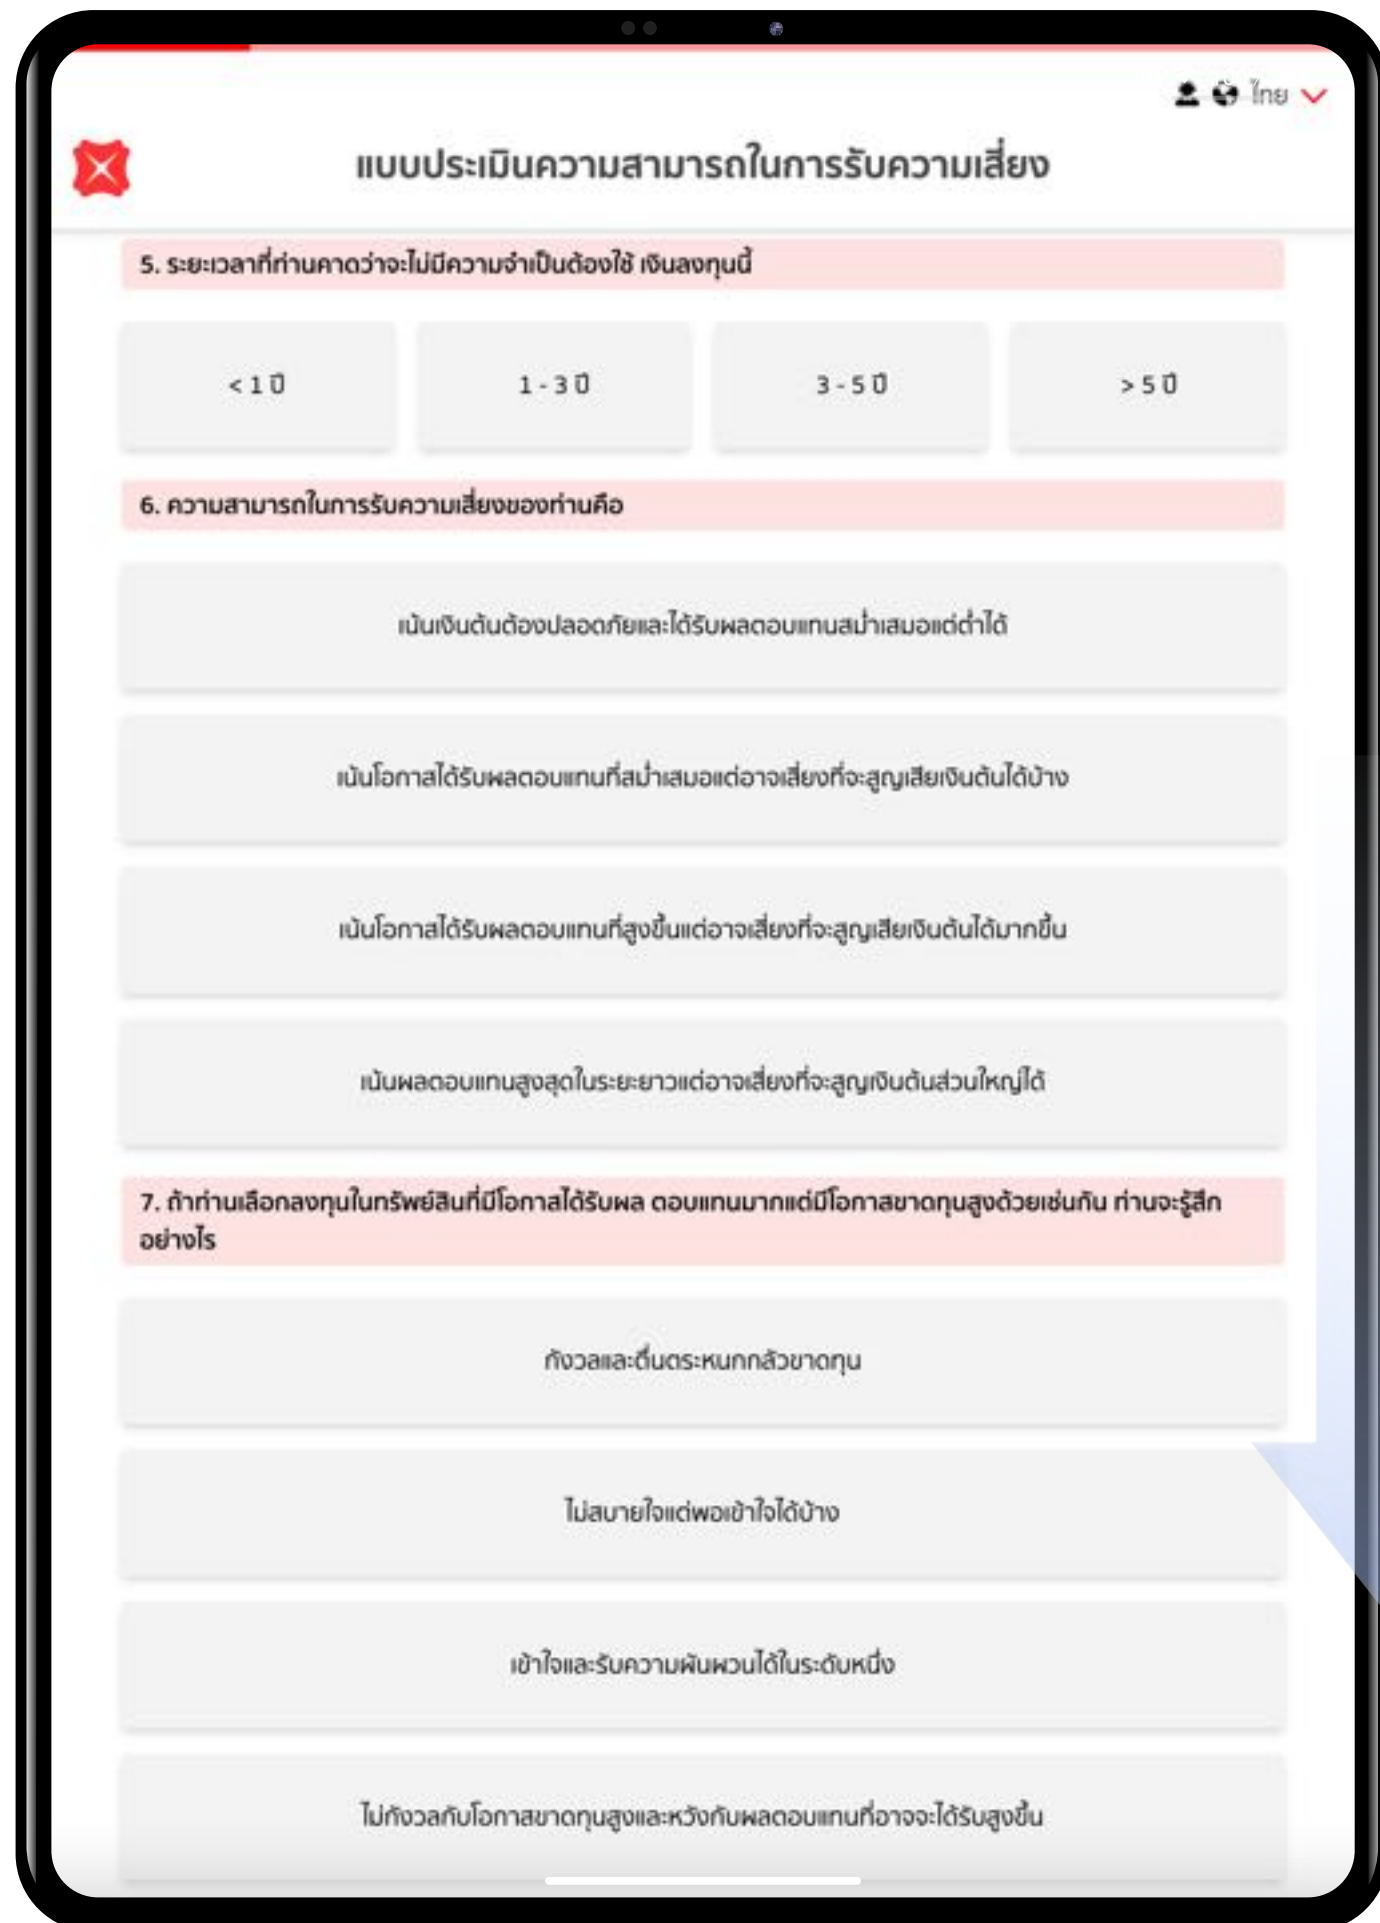 ไทย
แบบประเมินความสามารถในการรับความเสี่ยง
5. ระยะเวลาที่ท่านคาดว่าจะไม่มีความจำเป็นต้องใช้ เงินลงทุนนี้
< 1 ปี
1 - 3 ปี
3 - 5 ปี
> 5 ปี
6. ความสามารถในการรับความเสี่ยงของท่านคือ
เน้นเงินต้นต้องปลอดภัยและได้รับผลตอบแทนสม่ำเสมอแต่ต่ำได้
เน้นโอกาสได้รับผลตอบแทนที่สม่ำเสมอแต่อาจเสี่ยงที่จะสูญเสียเงินต้นได้บ้าง
เน้นโอกาสได้รับผลตอบแทนที่สูงขึ้นแต่อาจเสี่ยงที่จะสูญเสียเงินต้นได้มากขึ้น
เน้นผลตอบแทนสูงสุดในระยะยาวแต่อาจเสี่ยงที่จะสูญเงินต้นส่วนใหญ่ได้
7. ถ้าท่านเลือกลงทุนในทรัพย์สินที่มีโอกาสได้รับผล ตอบแทนมากแต่มีโอกาสขาดทุนสูงด้วยเช่นกัน ท่านจะรู้สึก
อย่างไร
กังวลและตื่นตระหนกกลัวขาดทุน
ไม่สบายใจแต่พอเข้าใจได้บ้าง
เข้าใจและรับความผันผวนได้ในระดับหนึ่ง
ไม่กังวลกับโอกาสขาดทุนสูงและหวังกับผลตอบแทนที่อาจจะได้รับสูงขึ้น